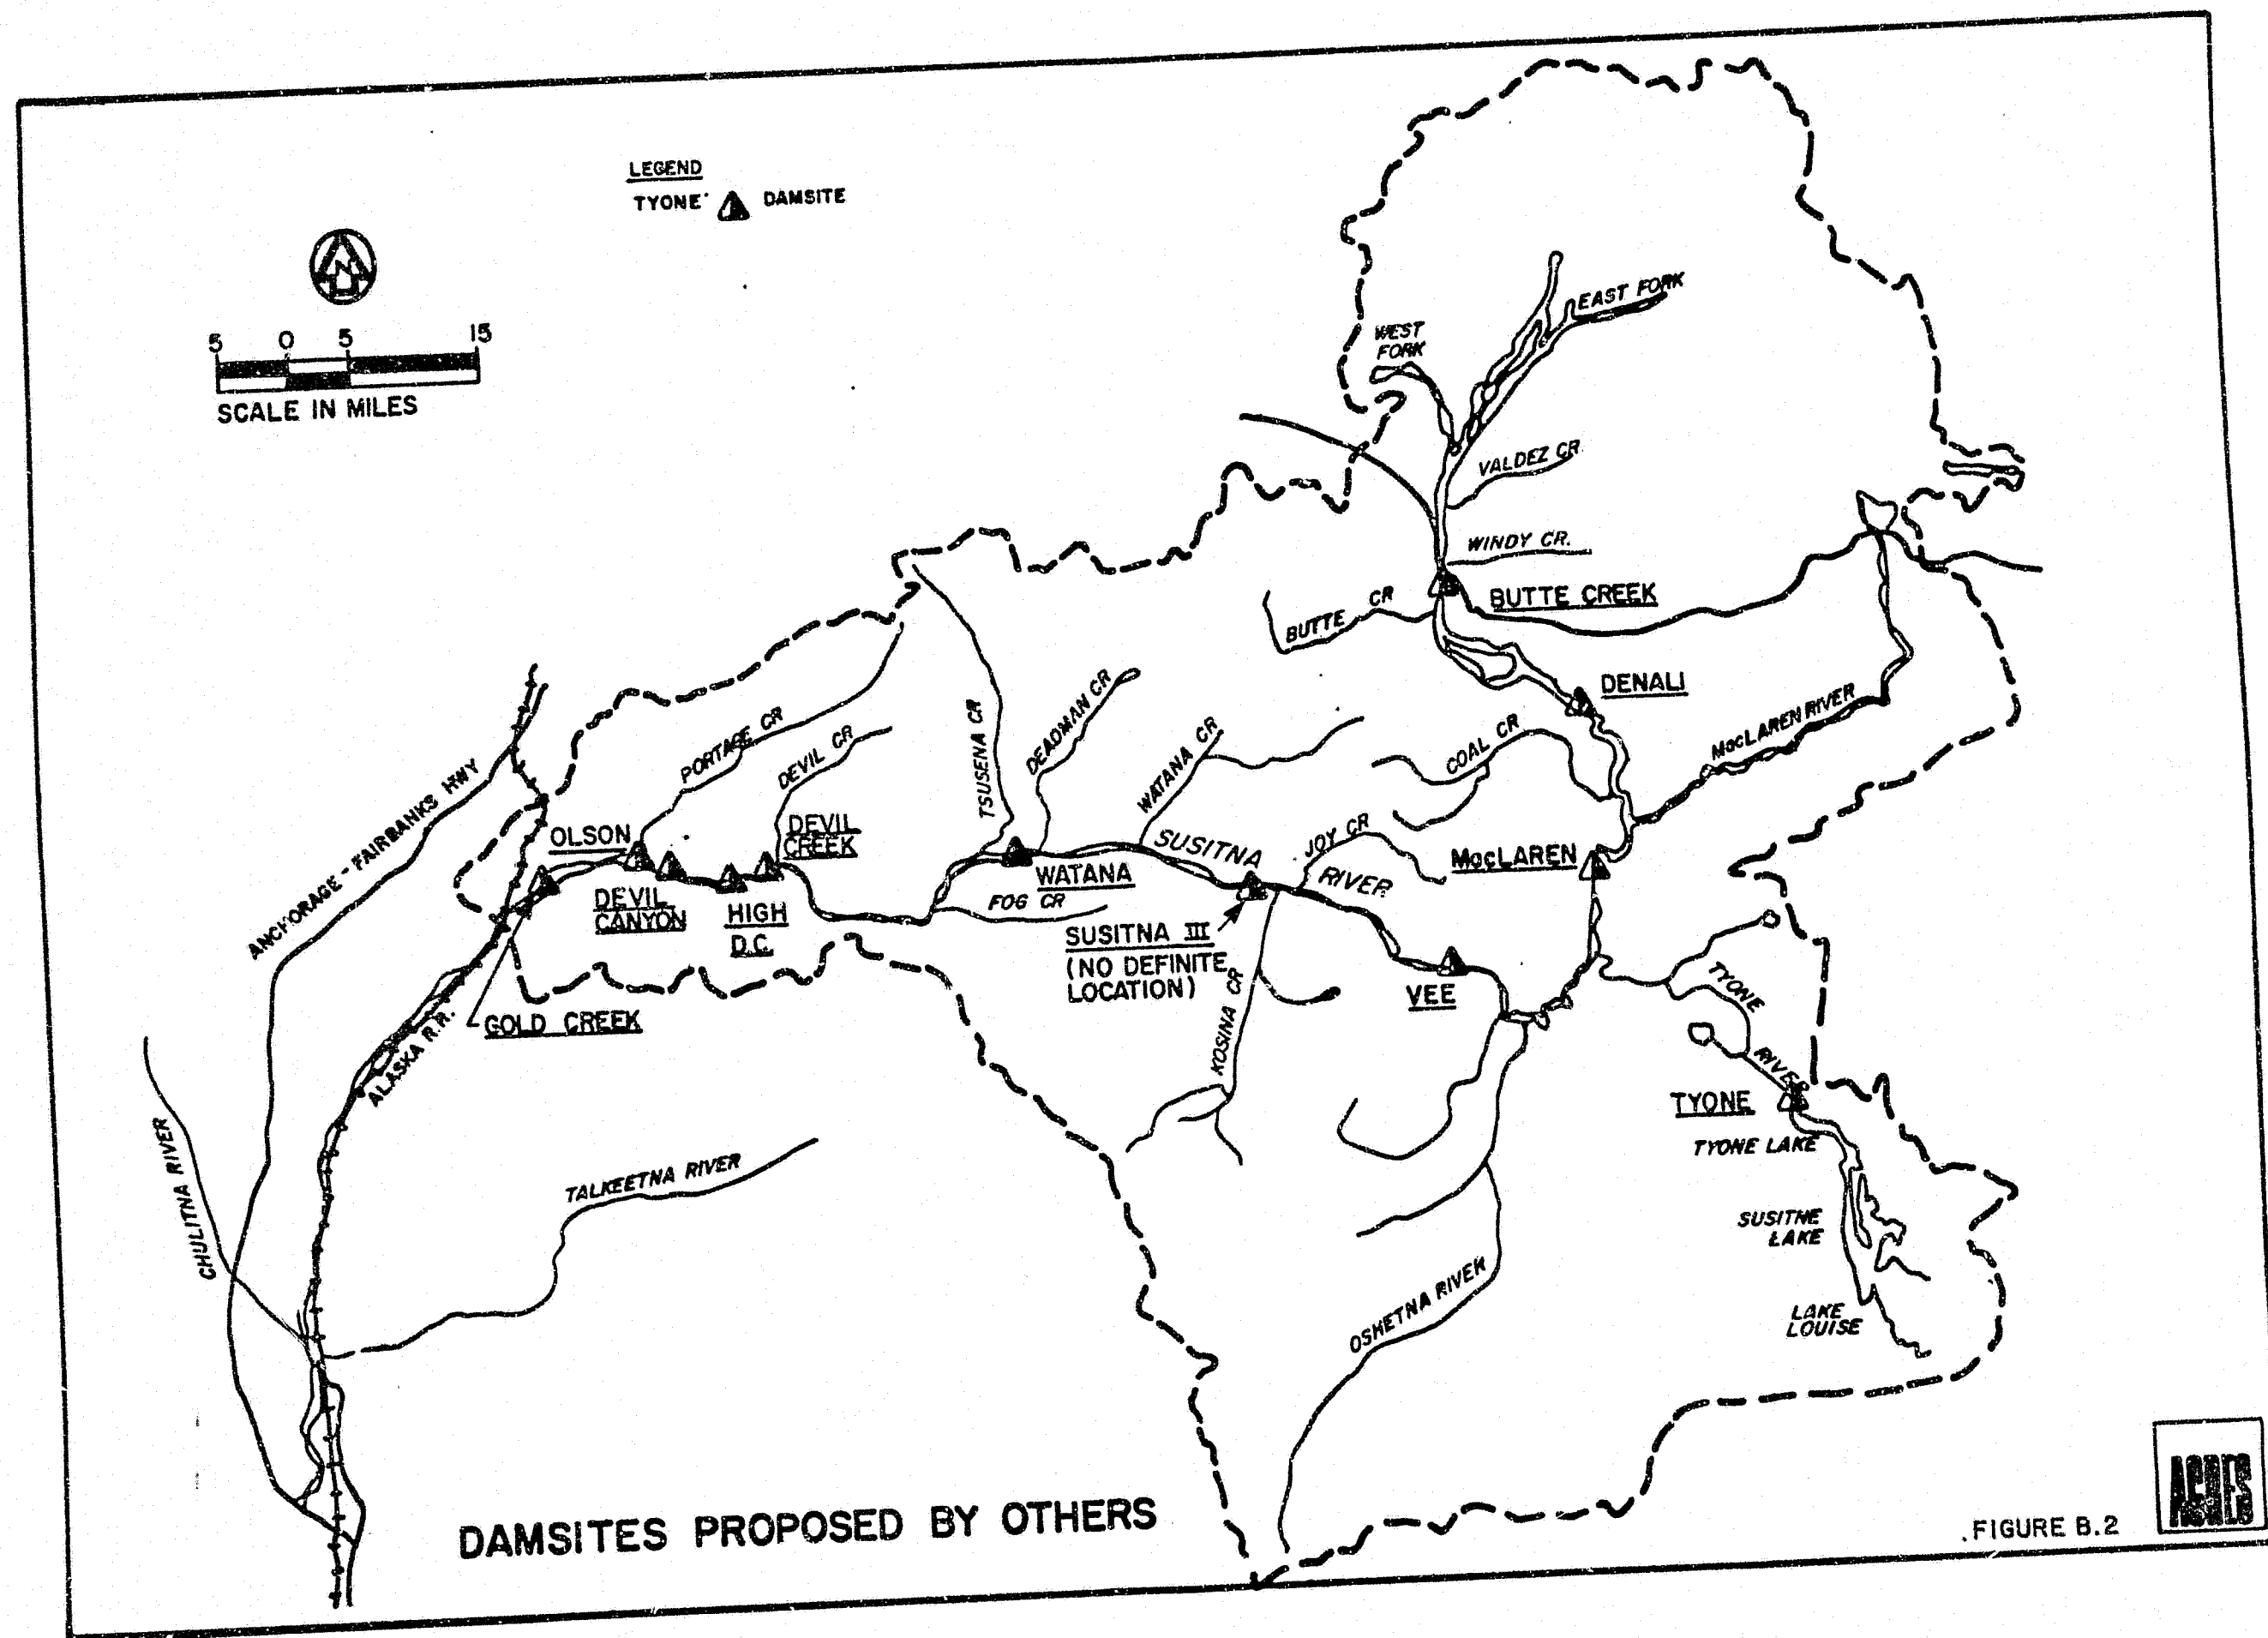 LEGEND
TYONE DAMSITE
N
5 0 5 15
SCALE IN MILES
EAST FORK
WEST
FORK
VALDEZ CR
WINDY CR.
BUTTE CREEK
BUTTE CR
DENALI
MacLAREN RIVER
COAL CR
DEADMAN CR
WATANA CR
TSUSENA CR
PORTAGE CR
DEVIL CR
ANCHORAGE - FAIRBANKS HWY
OLSON
DEVIL
CREEK
DEVIL
CANYON
HIGH
D.C.
WATANA
FOG CR
SUSITNA
RIVER
JOY CR
MacLAREN
SUSITNA III
(NO DEFINITE
LOCATION)
KOSINA CR
VEE
TYONE
RIVER
GOLD CREEK
ALASKA R.R.
TYONE
TYONE LAKE
CHULITNA RIVER
TALKEETNA RIVER
SUSITNE
LAKE
OSHETNA RIVER
LAKE
LOUISE
DAMSITES PROPOSED BY OTHERS
FIGURE B.2
ACRES